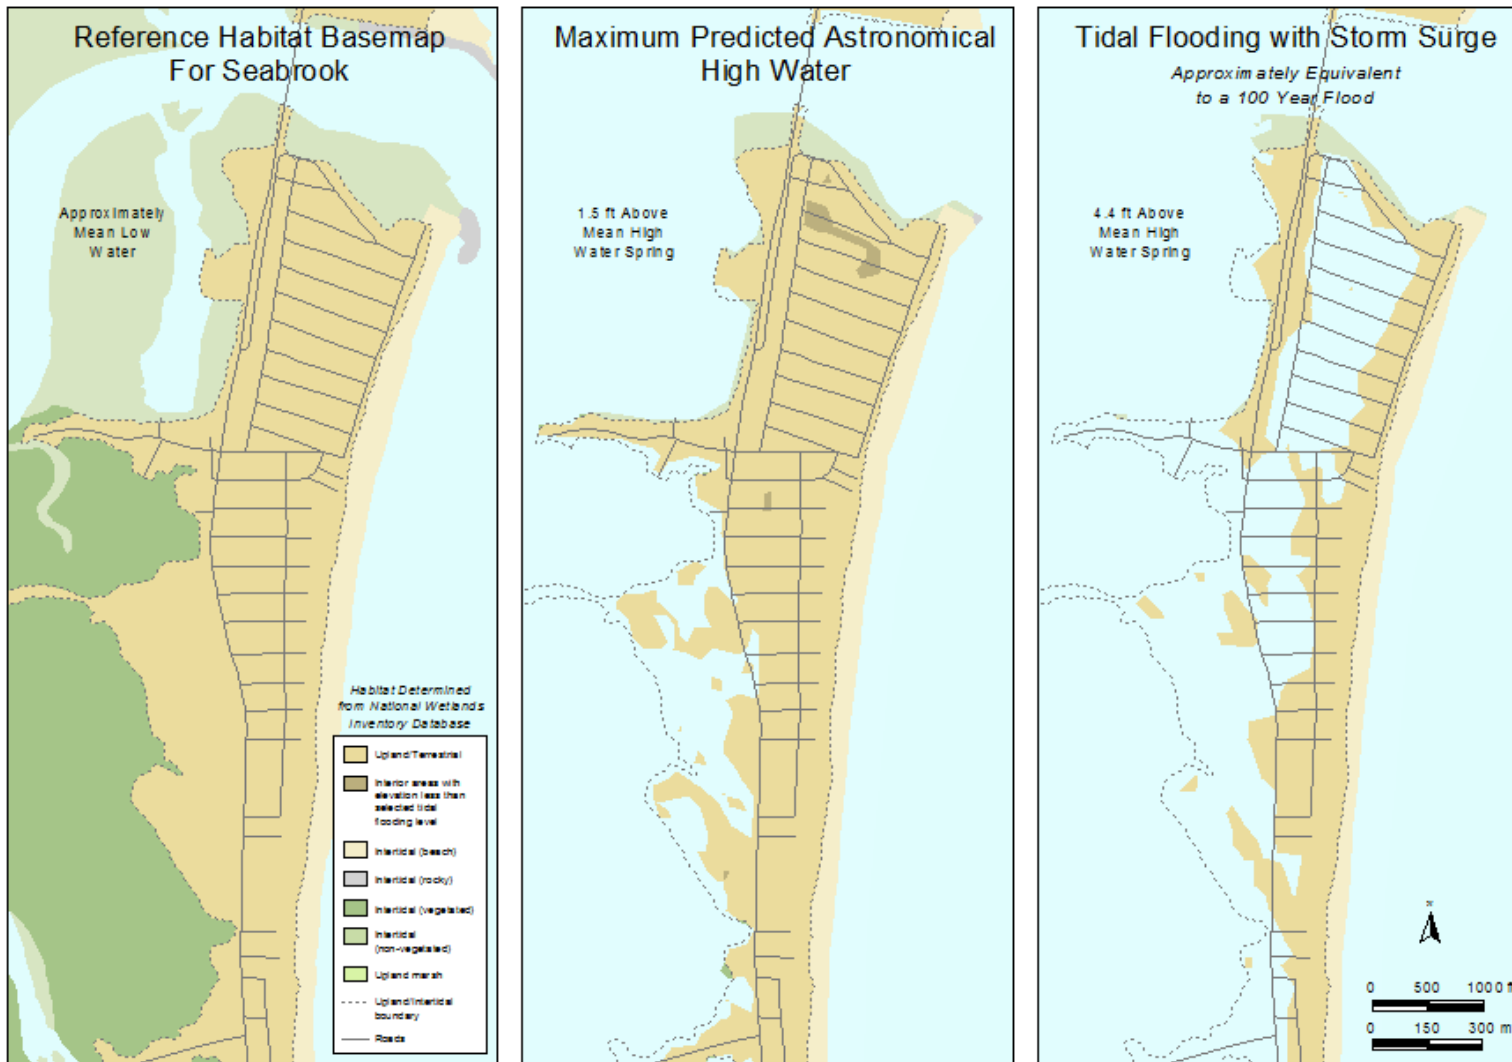 Reference Habitat Basemap
For Seabrook
Approximately
Mean Low
Water
Habitat Determined
from National Wetlands
Inventory Database
Upland/Terrestrial
Interior areas with
elevation less than
selected tidal
flooding level
Intertidal (beach)
Intertidal (rocky)
Intertidal (vegetated)
Intertidal
(non-vegetated)
Upland marsh
Upland/Intertidal
boundary
Roads
Maximum Predicted Astronomical
High Water
1.5 ft Above
Mean High
Water Spring
Tidal Flooding with Storm Surge
Approximately Equivalent
to a 100 Year Flood
4.4 ft Above
Mean High
Water Spring
N
0 500 1000 ft
0 150 300 m